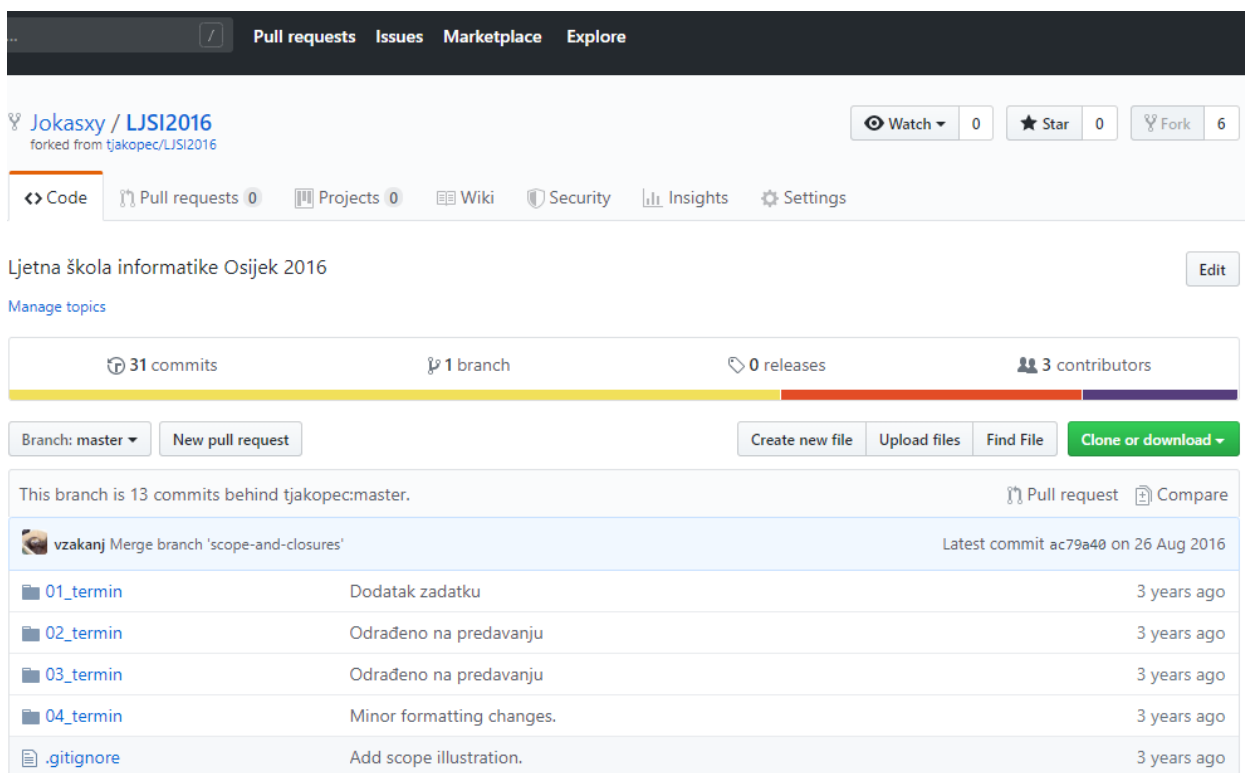 ... / Pull requests Issues Marketplace Explore
Jokasxy / LJSI2016 Watch 0 Star 0 Fork 6
forked from tjakopec/LJSI2016
<> Code Pull requests 0 Projects 0 Wiki Security Insights Settings
Ljetna škola informatike Osijek 2016 Edit
Manage topics
31 commits 1 branch 0 releases 3 contributors
Branch: master New pull request Create new file Upload files Find File Clone or download
This branch is 13 commits behind tjakopec:master. Pull request Compare
vzakanj Merge branch 'scope-and-closures' Latest commit ac79a40 on 26 Aug 2016
01_termin Dodatak zadatku 3 years ago
02_termin Odrađeno na predavanju 3 years ago
03_termin Odrađeno na predavanju 3 years ago
04_termin Minor formatting changes. 3 years ago
.gitignore Add scope illustration. 3 years ago